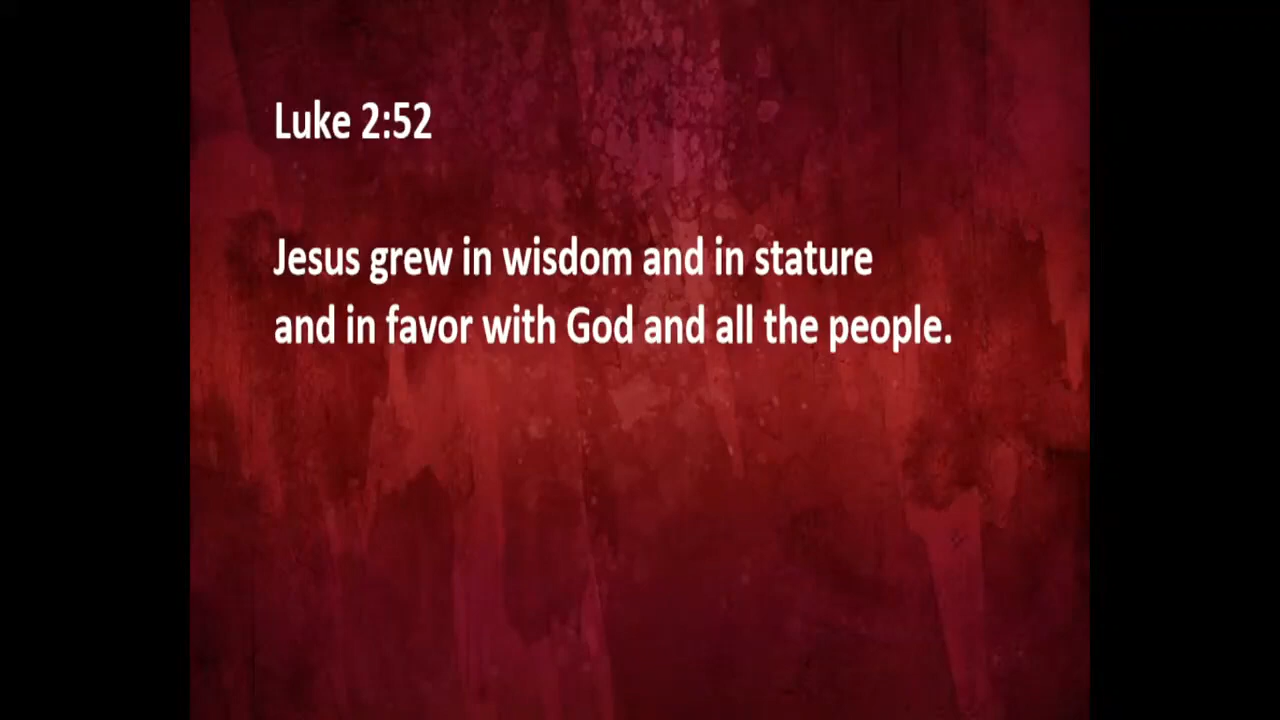 Luke 2:52
Jesus grew in wisdom and in stature
and in favor with God and all the people.